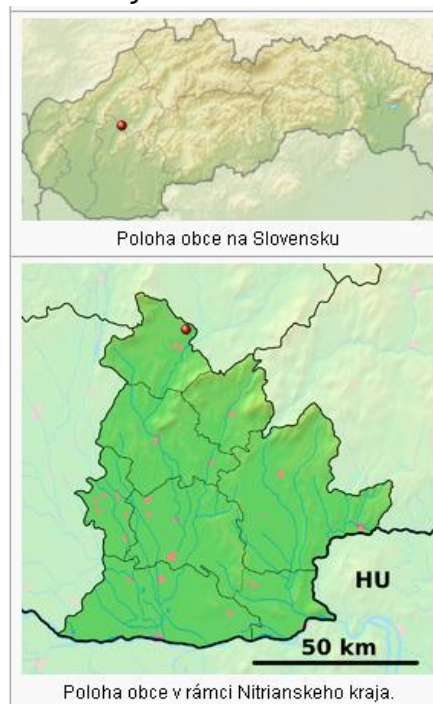 Poloha obce na Slovensku
HU
50 km
Poloha obce v rámci Nitrianskeho kraja.